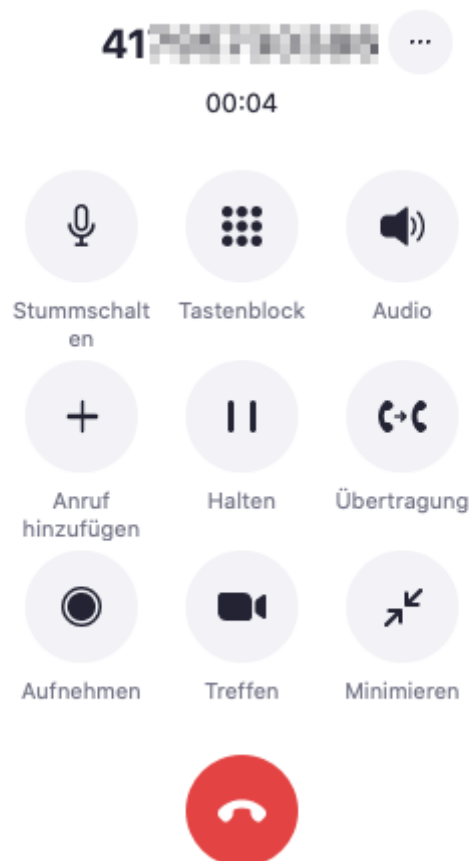 41
00:04
Stummschalt
en
Tastenblock
Audio
Anruf
hinzufügen
Halten
Übertragung
Aufnehmen
Treffen
Minimieren